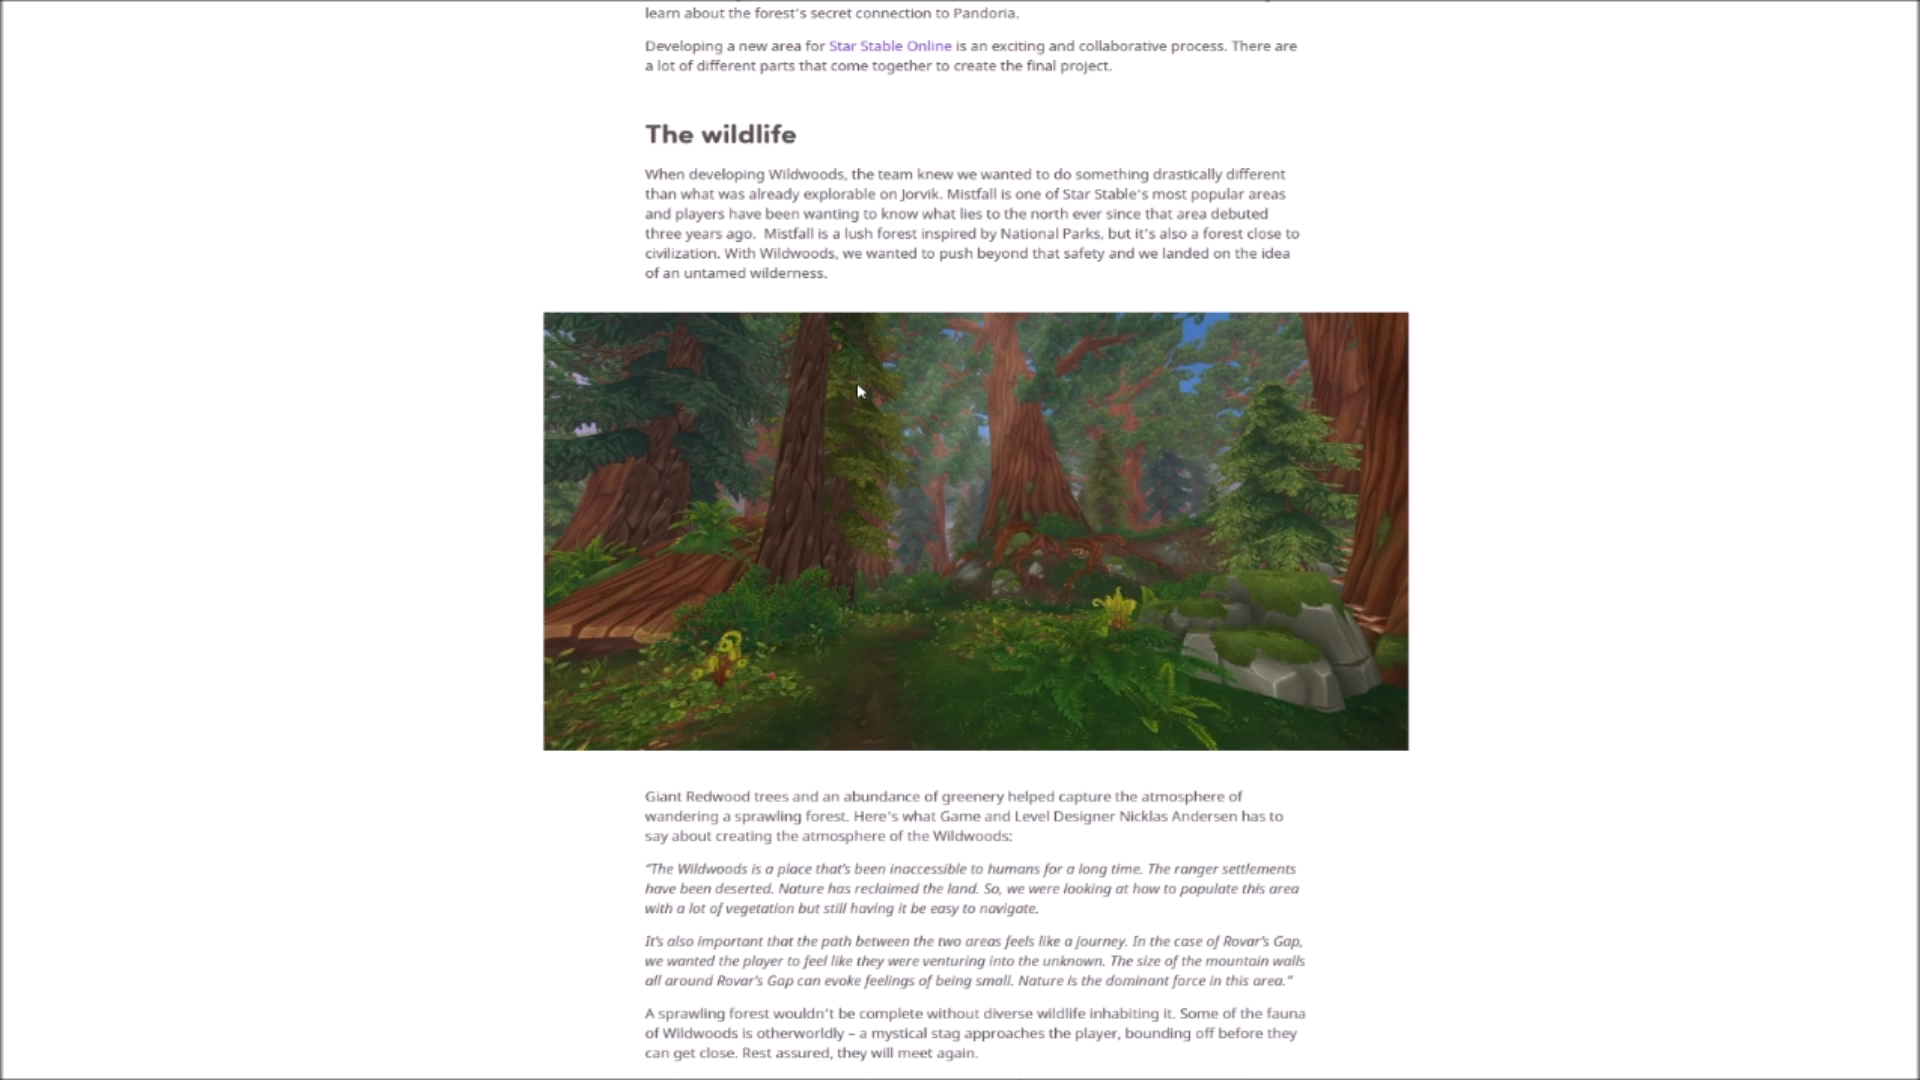 learn about the forest's secret connection to Pandoria.
Developing a new area for Star Stable Online is an exciting and collaborative process. There are
a lot of different parts that come together to create the final project.
The wildlife
When developing Wildwoods, the team knew we wanted to do something drastically different
than what was already explorable on Jorvik. Mistfall is one of Star Stable's most popular areas
and players have been wanting to know what lies to the north ever since that area debuted
three years ago.  Mistfall is a lush forest inspired by National Parks, but it's also a forest close to
civilization. With Wildwoods, we wanted to push beyond that safety and we landed on the idea
of an untamed wilderness.
Giant Redwood trees and an abundance of greenery helped capture the atmosphere of
wandering a sprawling forest. Here's what Game and Level Designer Nicklas Andersen has to
say about creating the atmosphere of the Wildwoods:
"The Wildwoods is a place that's been inaccessible to humans for a long time. The ranger settlements
have been deserted. Nature has reclaimed the land. So, we were looking at how to populate this area
with a lot of vegetation but still having it be easy to navigate.
It's also important that the path between the two areas feels like a journey. In the case of Rovar's Gap,
we wanted the player to feel like they were venturing into the unknown. The size of the mountain walls
all around Rovar's Gap can evoke feelings of being small. Nature is the dominant force in this area."
A sprawling forest wouldn't be complete without diverse wildlife inhabiting it. Some of the fauna
of Wildwoods is otherworldly – a mystical stag approaches the player, bounding off before they
can get close. Rest assured, they will meet again.